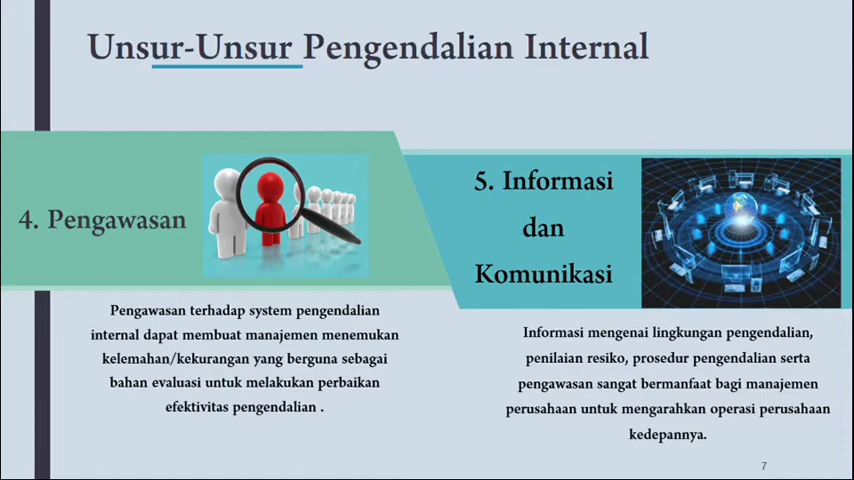 Unsur-Unsur Pengendalian Internal
4. Pengawasan
Pengawasan terhadap system pengendalian
internal dapat membuat manajemen menemukan
kelemahan/kekurangan yang berguna sebagai
bahan evaluasi untuk melakukan perbaikan
efektivitas pengendalian .
5. Informasi
dan
Komunikasi
Informasi mengenai lingkungan pengendalian,
penilaian resiko, prosedur pengendalian serta
pengawasan sangat bermanfaat bagi manajemen
perusahaan untuk mengarahkan operasi perusahaan
kedepannya.
7